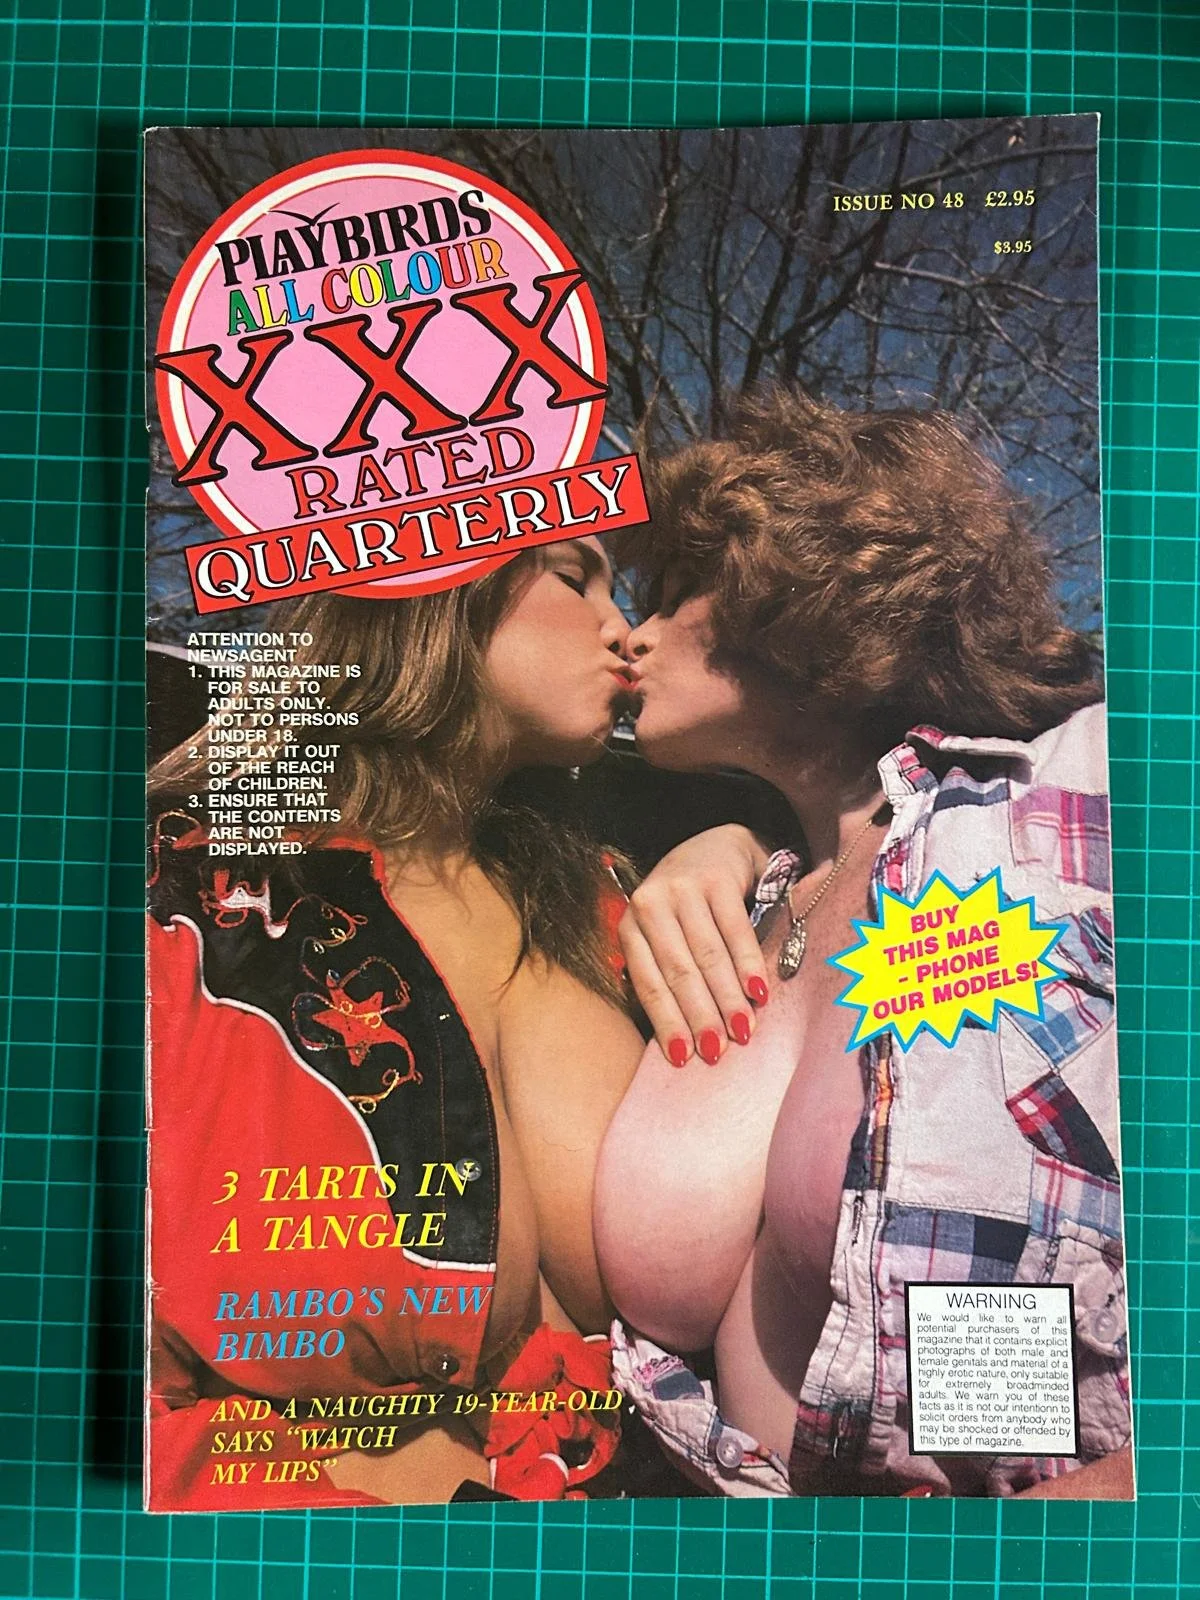 PLAYBIRDS
ALL COLOUR
XXX
RATED
QUARTERLY
ISSUE NO 48 £2.95
$3.95
ATTENTION TO
NEWSAGENT
1. THIS MAGAZINE IS
FOR SALE TO
ADULTS ONLY.
NOT TO PERSONS
UNDER 18.
2. DISPLAY IT OUT
OF THE REACH
OF CHILDREN.
3. ENSURE THAT
THE CONTENTS
ARE NOT
DISPLAYED.
BUY
THIS MAG
- PHONE
OUR MODELS!
3 TARTS IN
A TANGLE
RAMBO'S NEW
BIMBO
AND A NAUGHTY 19-YEAR-OLD
SAYS “WATCH
MY LIPS”
WARNING
We would like to warn all
potential purchasers of this
magazine that it contains explicit
photographs of both male and
female genitals and material of a
highly erotic nature, only suitable
for extremely broadminded
adults. We warn you of these
facts as it is not our intentionn to
solicit orders from anybody who
may be shocked or offended by
this type of magazine.